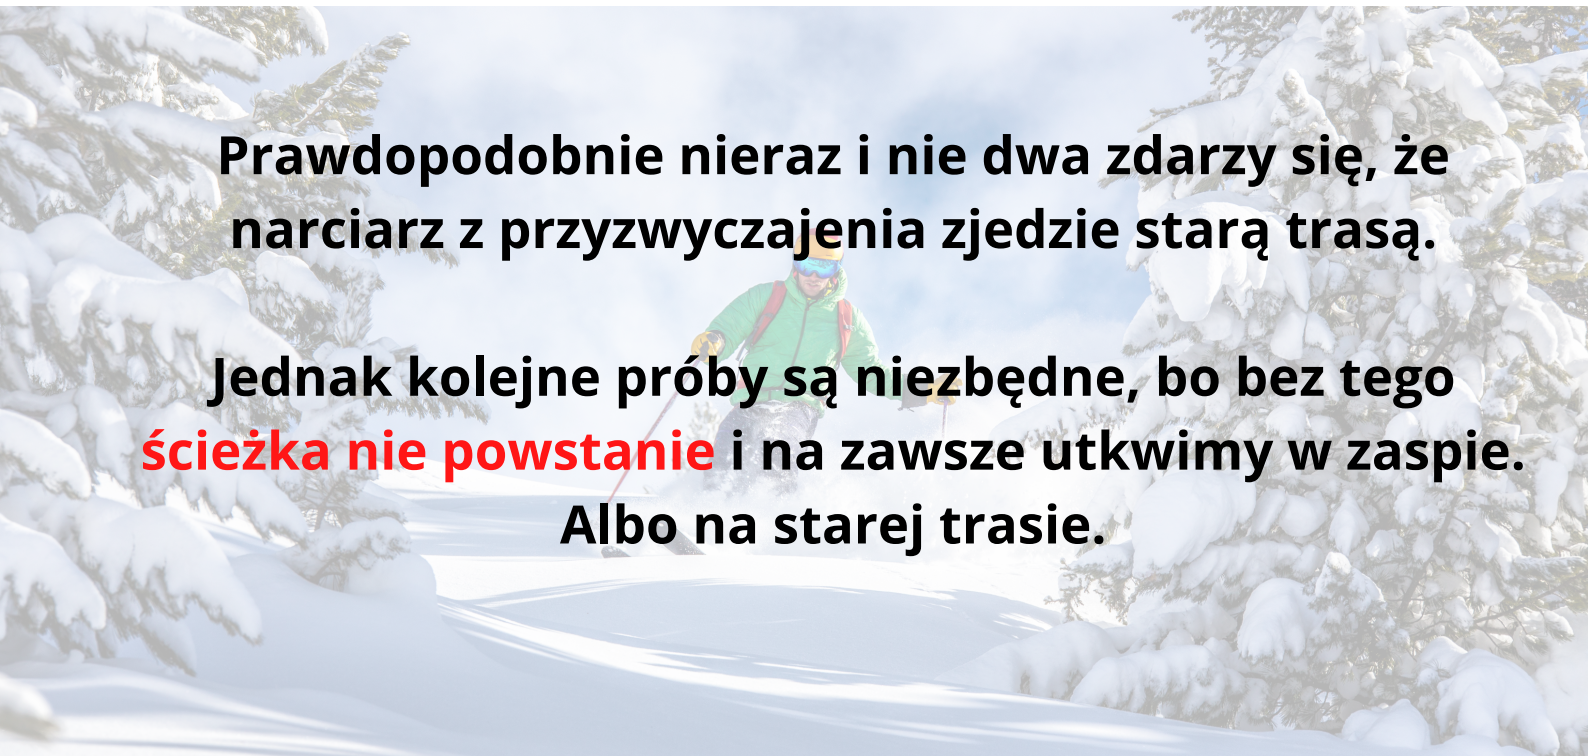 Prawdopodobnie nieraz i nie dwa zdarzy się, że
narciarz z przyzwyczajenia zjedzie starą trasą.
Jednak kolejne próby są niezbędne, bo bez tego
ścieżka nie powstanie i na zawsze utkwimy w zaspie.
Albo na starej trasie.